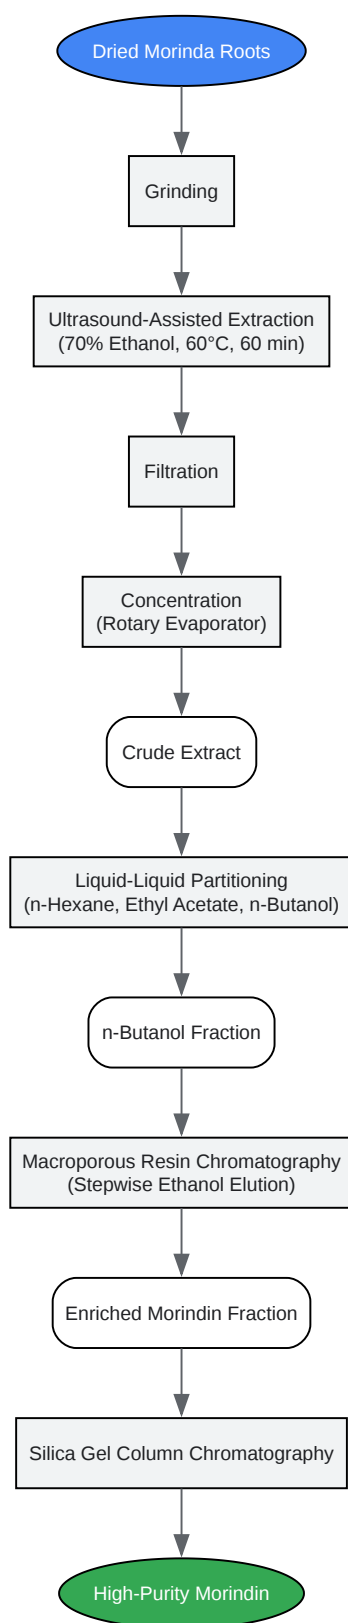 Dried Morinda Roots
Grinding
Ultrasound-Assisted Extraction
(70% Ethanol, 60°C, 60 min)
Filtration
Concentration
(Rotary Evaporator)
Crude Extract
Liquid-Liquid Partitioning
(n-Hexane, Ethyl Acetate, n-Butanol)
n-Butanol Fraction
Macroporous Resin Chromatography
(Stepwise Ethanol Elution)
Enriched Morindin Fraction
Silica Gel Column Chromatography
High-Purity Morindin